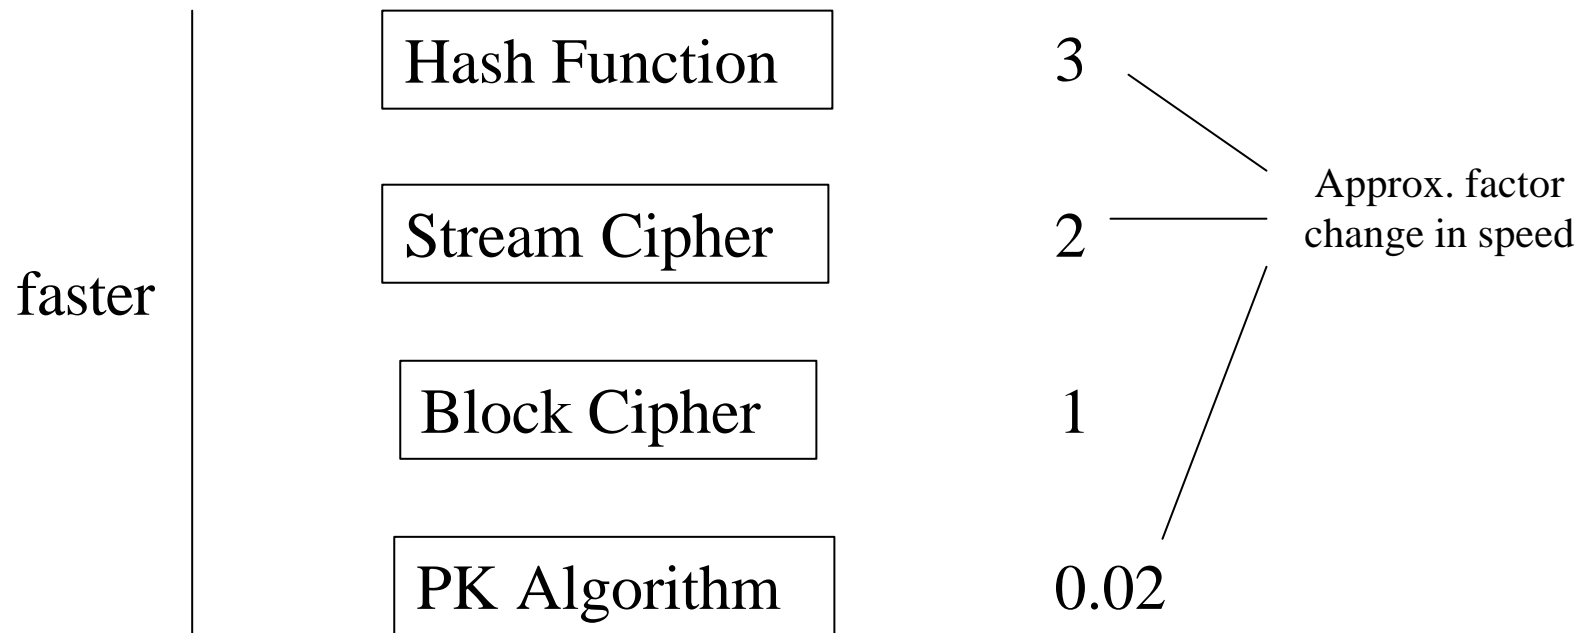 Hash Function 3
Approx. factor
change in speed
Stream Cipher 2
faster
Block Cipher 1
PK Algorithm 0.02